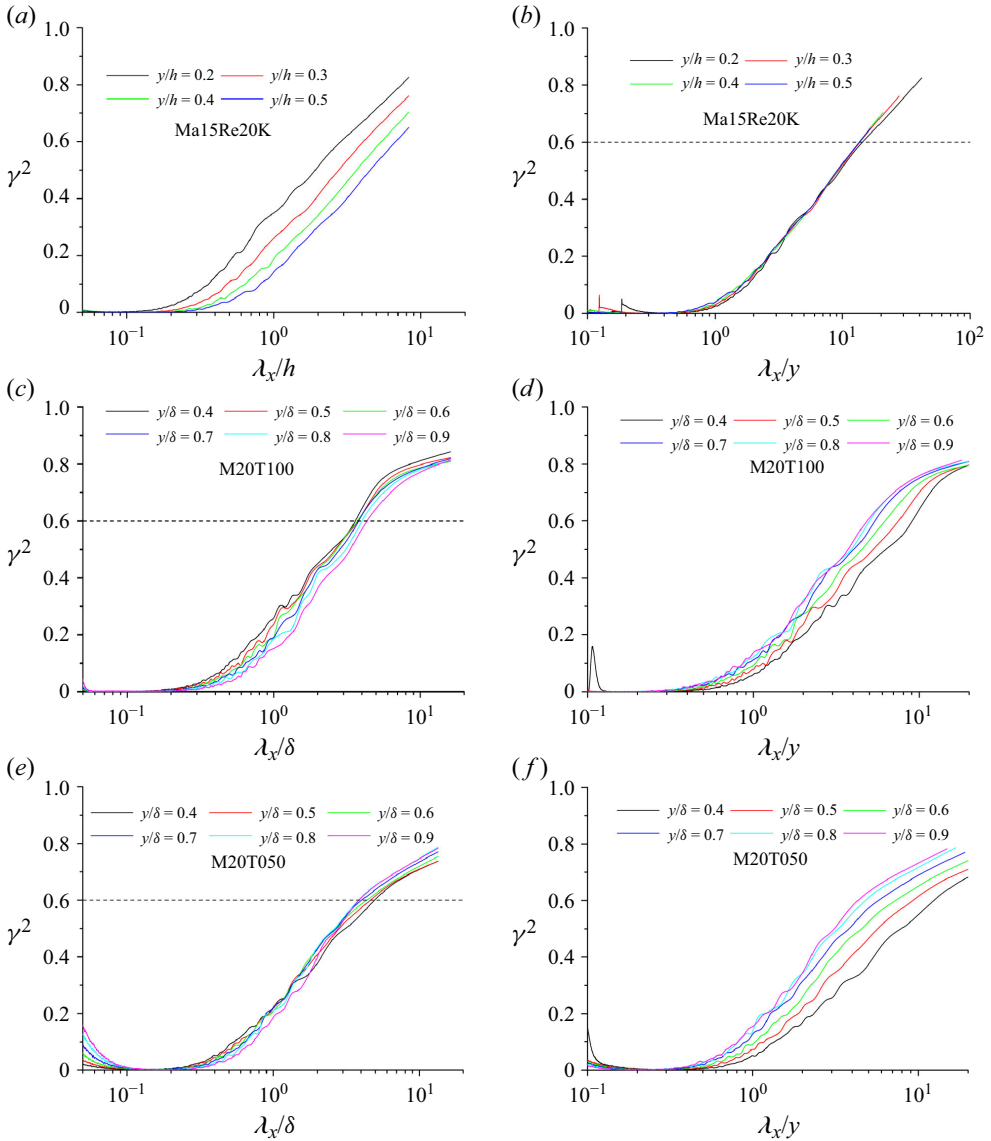 (a)
1.0
0.8
0.6
0.4
0.2
0
γ²
y/h = 0.2 y/h = 0.3
y/h = 0.4 y/h = 0.5
Ma15Re20K
10⁻¹ 10⁰ 10¹
λₓ/h
(b)
1.0
0.8
0.6
0.4
0.2
0
γ²
y/h = 0.2 y/h = 0.3
y/h = 0.4 y/h = 0.5
Ma15Re20K
10⁻¹ 10⁰ 10¹ 10²
λₓ/y
(c)
1.0
0.8
0.6
0.4
0.2
0
γ²
y/δ = 0.4 y/δ = 0.5 y/δ = 0.6
y/δ = 0.7 y/δ = 0.8 y/δ = 0.9
M20T100
10⁻¹ 10⁰ 10¹
λₓ/δ
(d)
1.0
0.8
0.6
0.4
0.2
0
γ²
y/δ = 0.4 y/δ = 0.5 y/δ = 0.6
y/δ = 0.7 y/δ = 0.8 y/δ = 0.9
M20T100
10⁻¹ 10⁰ 10¹
λₓ/y
(e)
1.0
0.8
0.6
0.4
0.2
0
γ²
y/δ = 0.4 y/δ = 0.5 y/δ = 0.6
y/δ = 0.7 y/δ = 0.8 y/δ = 0.9
M20T050
10⁻¹ 10⁰ 10¹
λₓ/δ
(f)
1.0
0.8
0.6
0.4
0.2
0
γ²
y/δ = 0.4 y/δ = 0.5 y/δ = 0.6
y/δ = 0.7 y/δ = 0.8 y/δ = 0.9
M20T050
10⁻¹ 10⁰ 10¹
λₓ/y